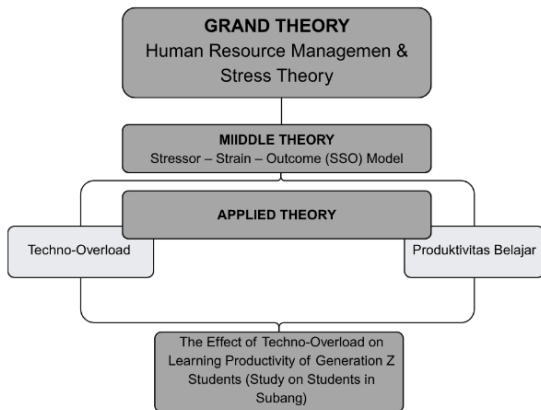 GRAND THEORY
Human Resource Managemen &
Stress Theory
MIIDDLE THEORY
Stressor – Strain – Outcome (SSO) Model
APPLIED THEORY
Techno-Overload
Produktivitas Belajar
The Effect of Techno-Overload on
Learning Productivity of Generation Z
Students (Study on Students in
Subang)